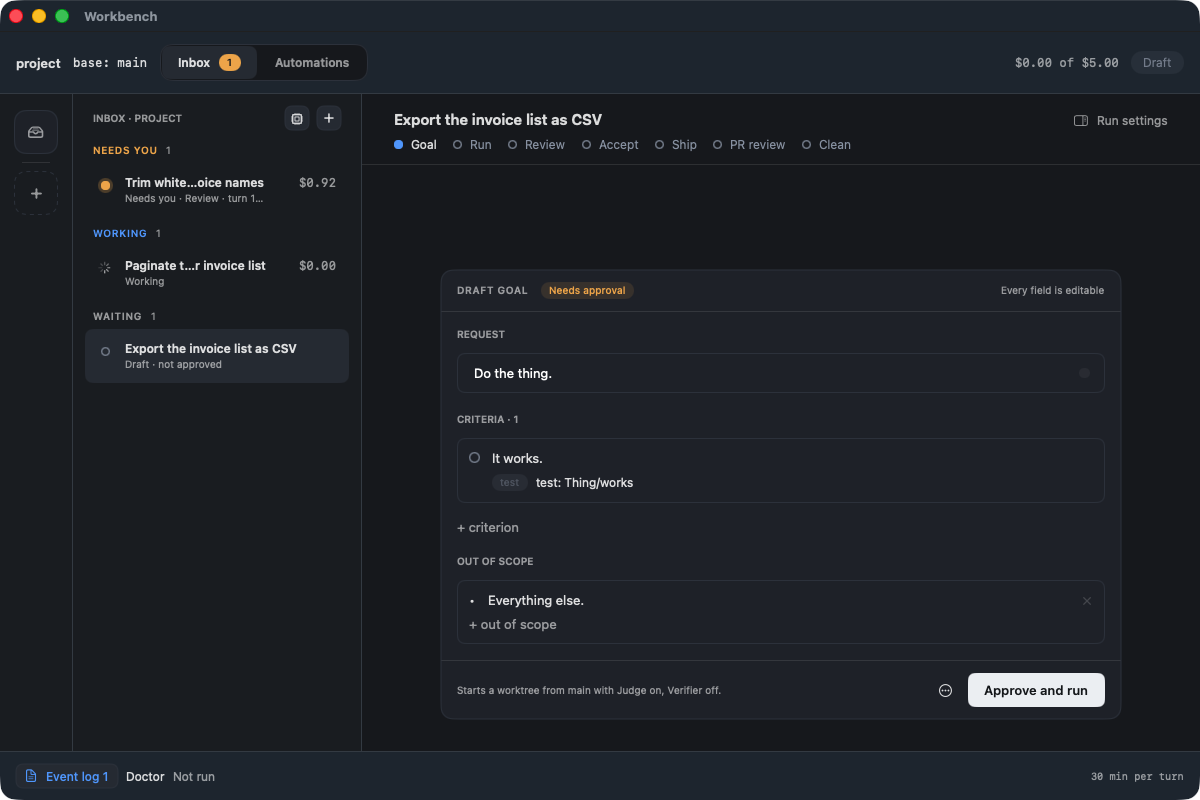 Workbench
project base: main Inbox 1 Automations $0.00 of $5.00 Draft
INBOX · PROJECT
NEEDS YOU 1
Trim white...oice names $0.92
Needs you · Review · turn 1...
WORKING 1
Paginate t...r invoice list $0.00
Working
WAITING 1
Export the invoice list as CSV
Draft · not approved
Export the invoice list as CSV
Run settings
Goal Run Review Accept Ship PR review Clean
DRAFT GOAL Needs approval Every field is editable
REQUEST
Do the thing.
CRITERIA · 1
It works.
test test: Thing/works
+ criterion
OUT OF SCOPE
• Everything else.
+ out of scope
Starts a worktree from main with Judge on, Verifier off.
Approve and run
Event log 1 Doctor Not run 30 min per turn